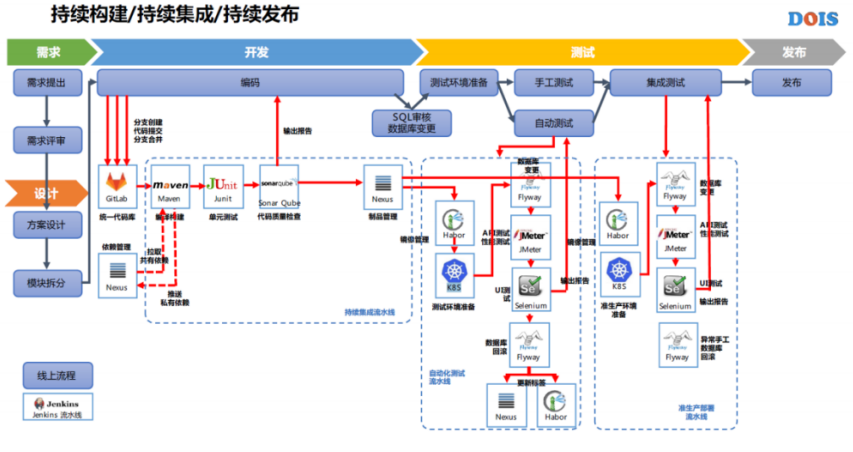 持续构建/持续集成/持续发布
DOIS
需求
开发
测试
发布
需求提出
编码
测试环境准备
手工测试
集成测试
发布
SQL审核
数据库变更
自动测试
需求评审
分支创建
代码提交
分支合并
输出报告
设计
方案设计
模块拆分
GitLab
统一代码库
maven
Maven
编译构建
JUnit
Junit
单元测试
sonarqube
Sonar Qube
代码质量检查
Nexus
制品管理
依赖管理
Nexus
拉取
共有依赖
推送
私有依赖
持续集成流水线
Habor
镜像管理
K8S
测试环境准备
数据库
变更
Flyway
Flyway
API测试
性能测试
JMeter
JMeter
UI测
试
Se
Selenium
输出报告
数据库
回滚
Flyway
Flyway
更新标签
Nexus
Habor
自动化测试
流水线
Habor
镜像管理
K8S
准生产环境
准备
Flyway
Flyway
数据库
变更
JMeter
JMeter
API测试
性能测试
Se
Selenium
UI测试
输出报告
Flyway
Flyway
异常手工
数据库
回滚
准生产部署
流水线
线上流程
Jenkins
Jenkins 流水线